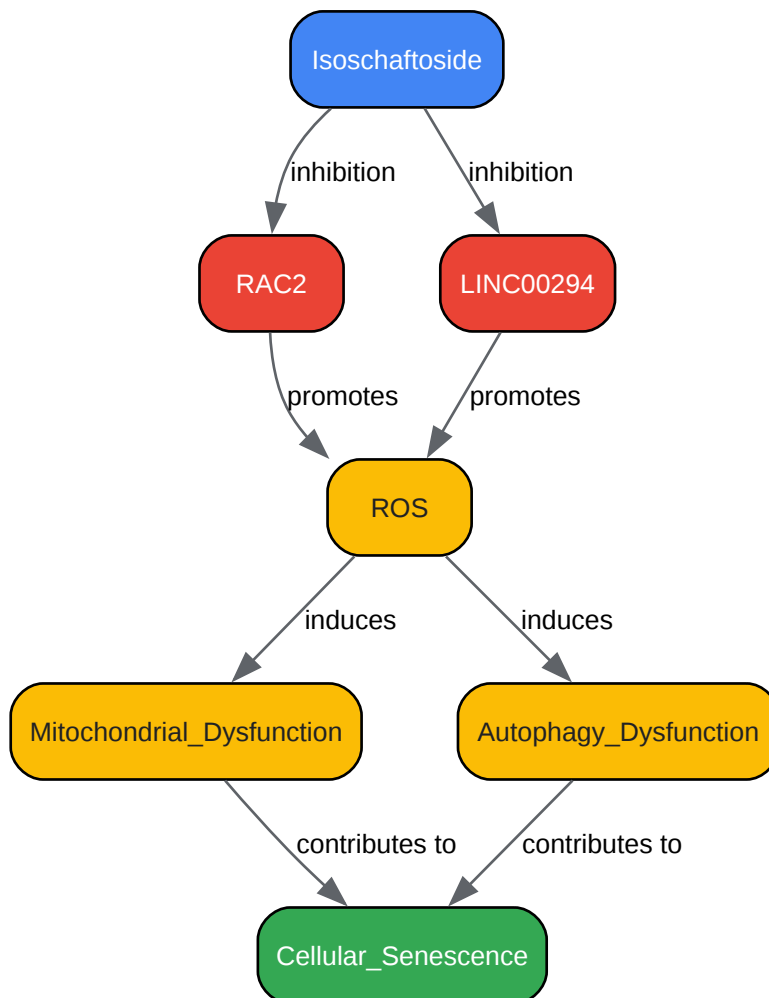 Isoschaftoside
inhibition
inhibition
RAC2
LINC00294
promotes
promotes
ROS
induces
induces
Mitochondrial_Dysfunction
Autophagy_Dysfunction
contributes to
contributes to
Cellular_Senescence